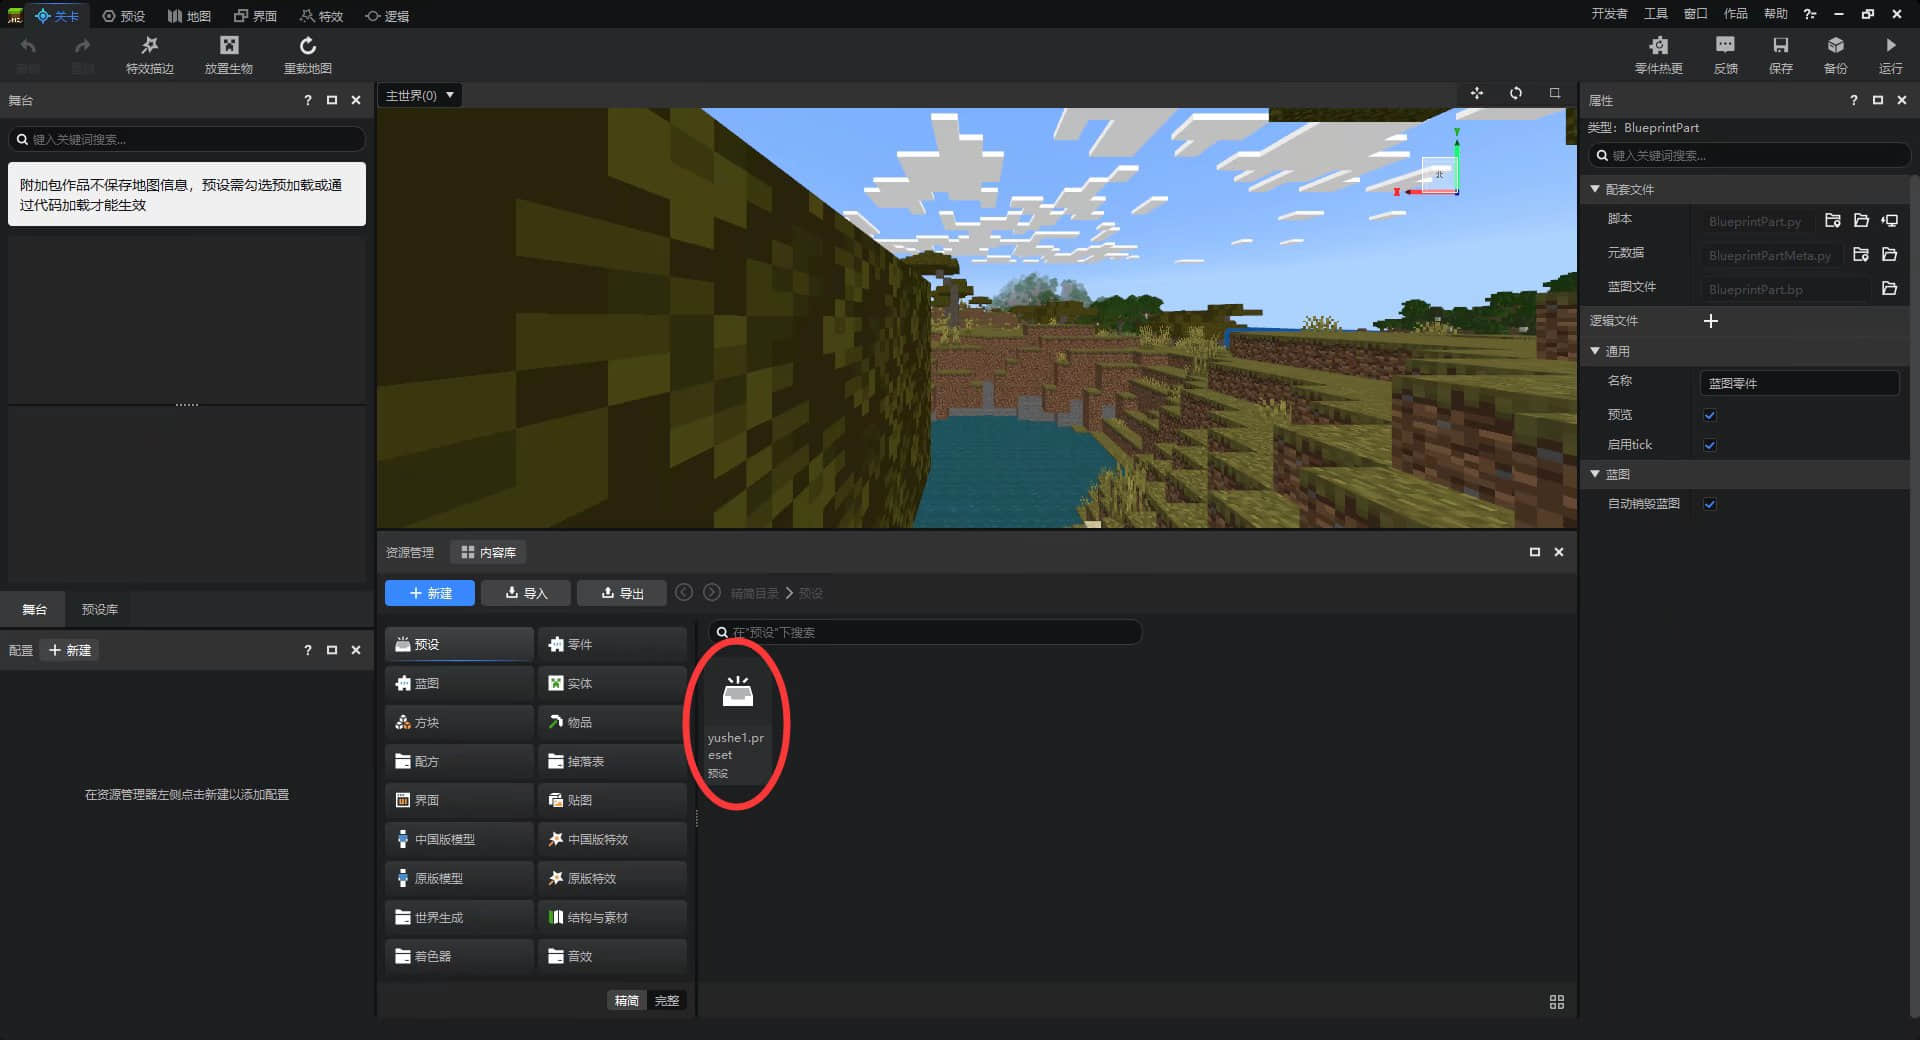 关卡 预设 地图 界面 特效 逻辑
开发者 工具 窗口 作品 帮助
特效描边 放置生物 重载地图
零件热更 反馈 保存 备份 运行
舞台
键入关键词搜索...
附加包作品不保存地图信息，预设需勾选预加载或通
过代码加载才能生效
舞台 预设库
配置 新建
在资源管理器左侧点击新建以添加配置
主世界(0)
Y
北
X
资源管理 内容库
新建 导入 导出 精简目录 预设
预设 零件
蓝图 实体
方块 物品
配方 掉落表
界面 贴图
中国版模型 中国版特效
原版模型 原版特效
世界生成 结构与素材
着色器 音效
精简 完整
在"预设"下搜索
yushe1.pr
eset
预设
属性
类型：BlueprintPart
键入关键词搜索...
配套文件
脚本 BlueprintPart.py
元数据 BlueprintPartMeta.py
蓝图文件 BlueprintPart.bp
逻辑文件
通用
名称 蓝图零件
预览
启用tick
蓝图
自动销毁蓝图